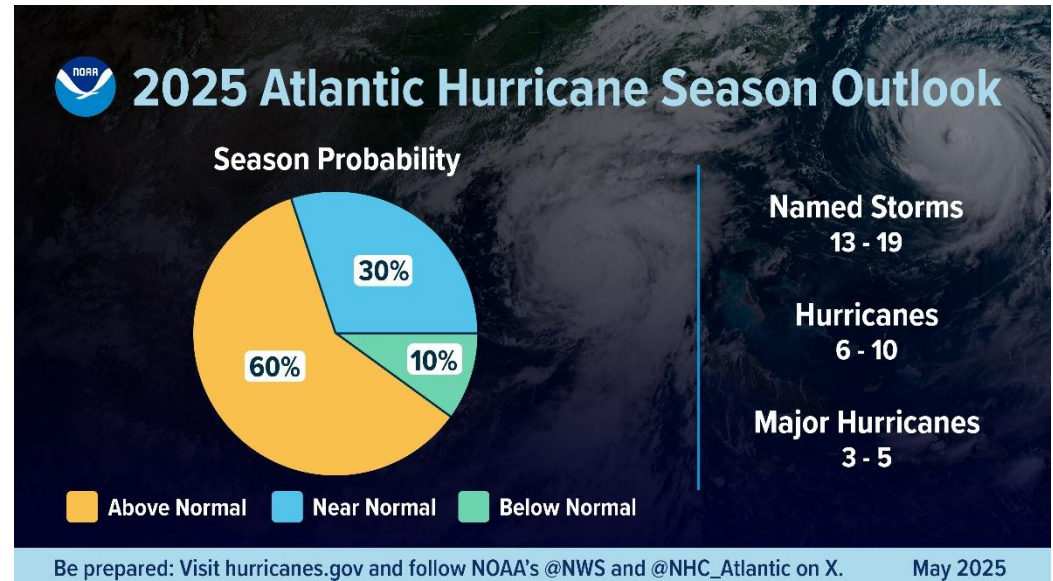 NOAA
2025 Atlantic Hurricane Season Outlook
Season Probability
30%
60%
10%
Above Normal
Near Normal
Below Normal
Named Storms
13 - 19
Hurricanes
6 - 10
Major Hurricanes
3 - 5
Be prepared: Visit hurricanes.gov and follow NOAA's @NWS and @NHC_Atlantic on X.
May 2025